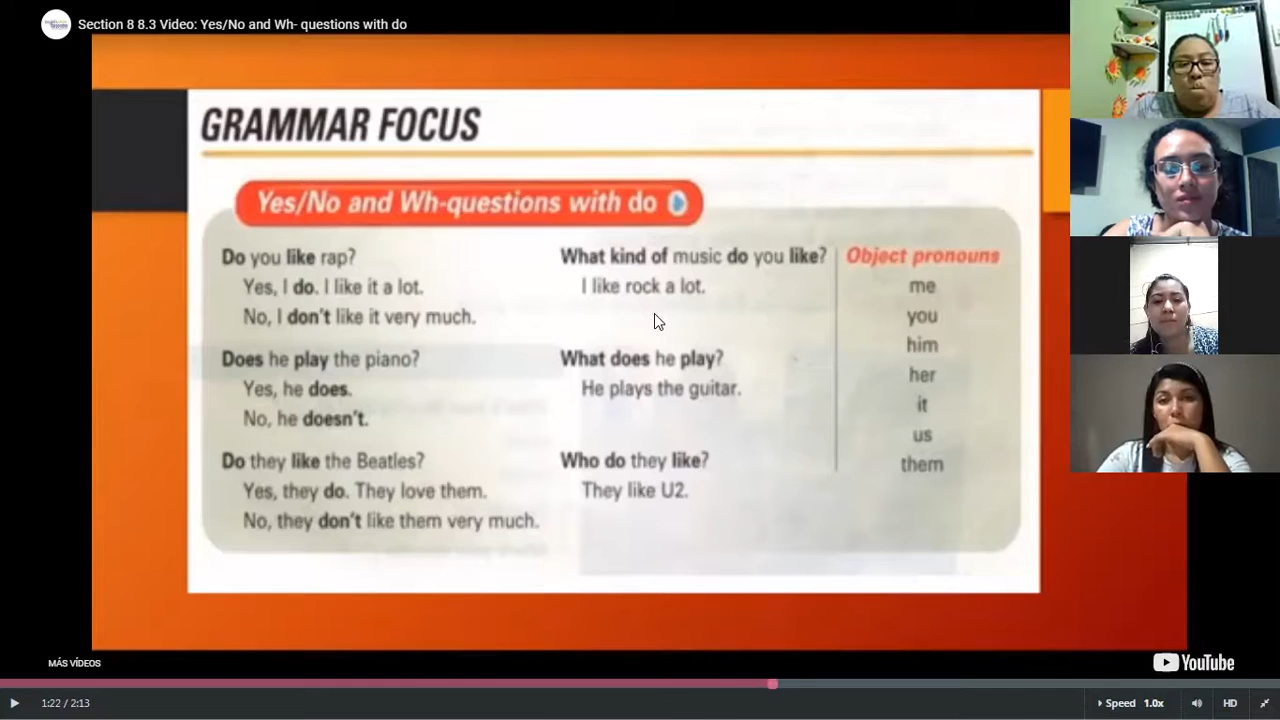 Section 8 8.3 Video: Yes/No and Wh- questions with do
GRAMMAR FOCUS
Yes/No and Wh-questions with do
Do you like rap?
Yes, I do. I like it a lot.
No, I don't like it very much.
Does he play the piano?
Yes, he does.
No, he doesn't.
Do they like the Beatles?
Yes, they do. They love them.
No, they don't like them very much.
What kind of music do you like?
I like rock a lot.
What does he play?
He plays the guitar.
Who do they like?
They like U2.
Object pronouns
me
you
him
her
it
us
them
MÁS VÍDEOS
YouTube
1:22 / 2:13
Speed 1.0x
HD